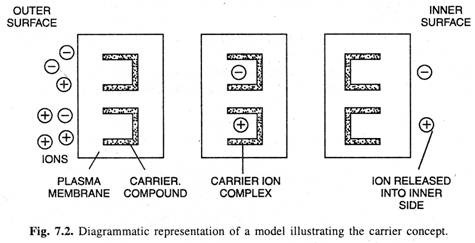 OUTER
SURFACE
INNER
SURFACE
IONS
PLASMA
MEMBRANE
CARRIER.
COMPOUND
CARRIER ION
COMPLEX
ION RELEASED
INTO INNER
SIDE
Fig. 7.2. Diagrammatic representation of a model illustrating the carrier concept.